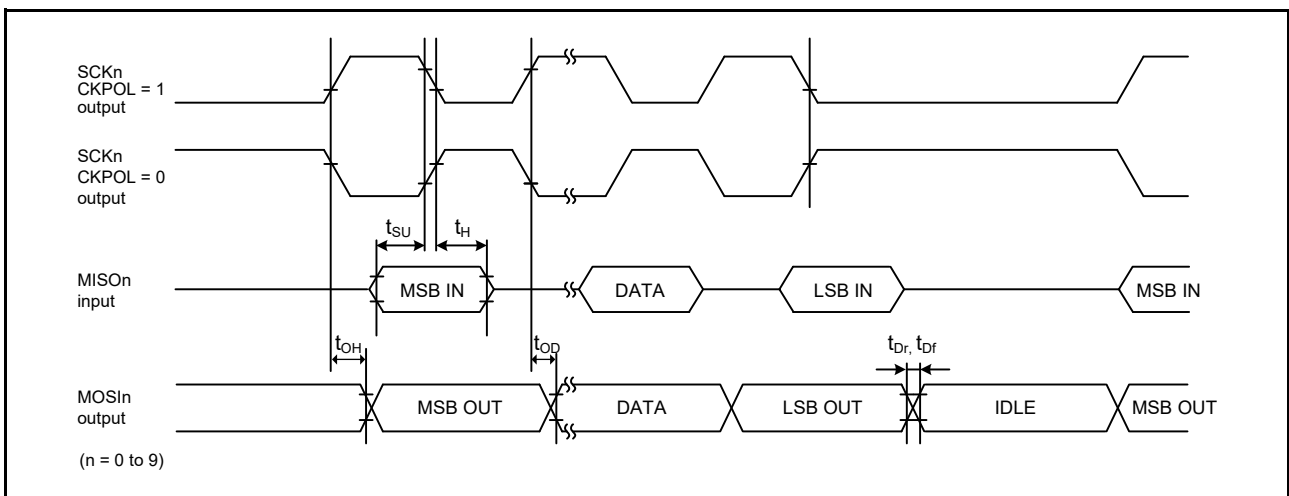 SCKn
CKPOL = 1
output
SCKn
CKPOL = 0
output
tSU
tH
MISOn
input
MSB IN
DATA
LSB IN
MSB IN
tOH
tOD
tDr, tDf
MOSIn
output
MSB OUT
DATA
LSB OUT
IDLE
MSB OUT
(n = 0 to 9)